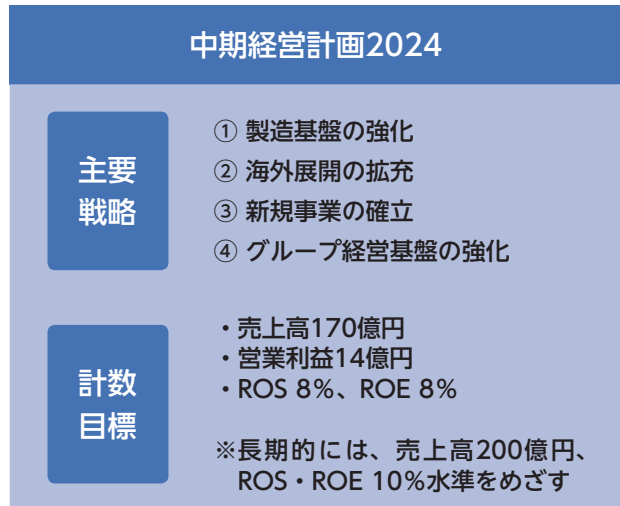 中期経営計画2024
主要
戦略
① 製造基盤の強化
② 海外展開の拡充
③ 新規事業の確立
④ グループ経営基盤の強化
計数
目標
・売上高170億円
・営業利益14億円
・ROS 8%、ROE 8%
※長期的には、売上高200億円、
ROS・ROE 10%水準をめざす